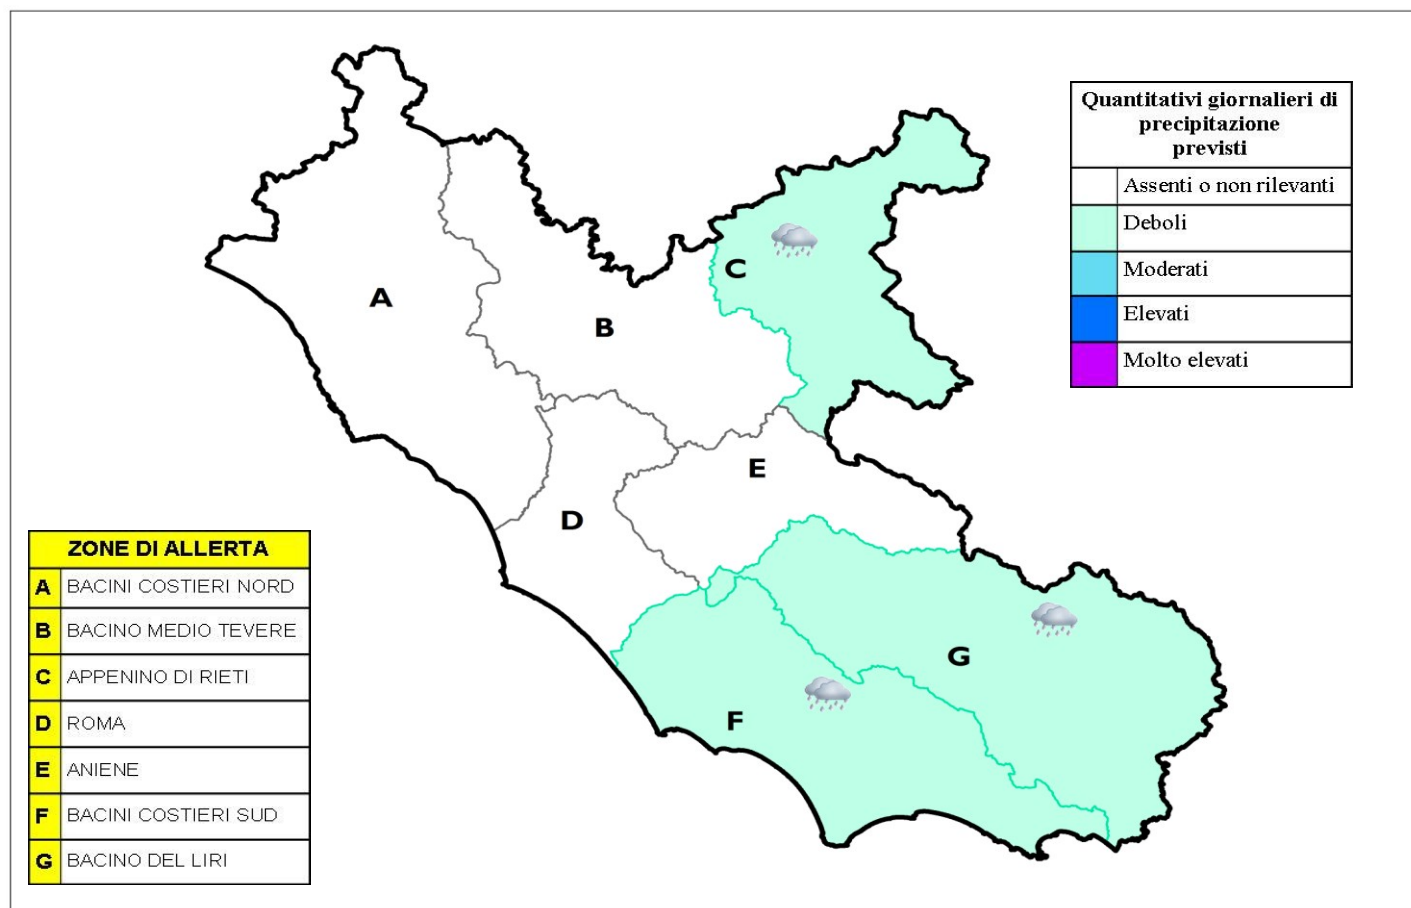 Quantitativi giornalieri di
precipitazione
previsti
Assenti o non rilevanti
Deboli
Moderati
Elevati
Molto elevati
A
B
C
D
E
F
G
ZONE DI ALLERTA
A BACINI COSTIERI NORD
B BACINO MEDIO TEVERE
C APPENINO DI RIETI
D ROMA
E ANIENE
F BACINI COSTIERI SUD
G BACINO DEL LIRI